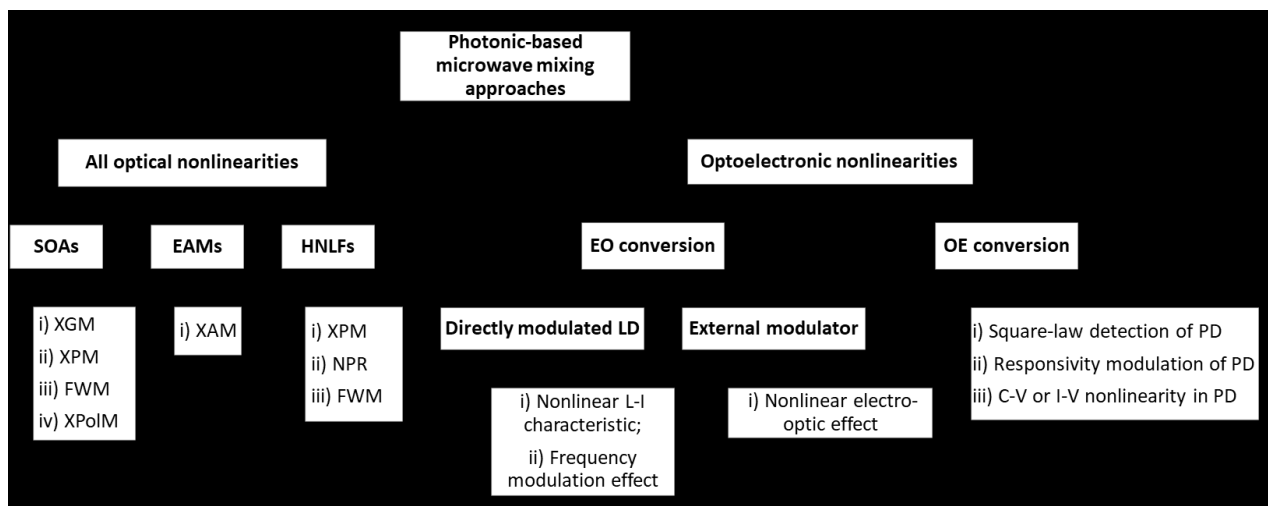 Photonic-based
microwave mixing
approaches
All optical nonlinearities
Optoelectronic nonlinearities
SOAs
EAMs
HNLFs
EO conversion
OE conversion
i) XGM
ii) XPM
iii) FWM
iv) XPolM
i) XAM
i) XPM
ii) NPR
iii) FWM
Directly modulated LD
External modulator
i) Nonlinear L-I
characteristic;
ii) Frequency
modulation effect
i) Nonlinear electro-
optic effect
i) Square-law detection of PD
ii) Responsivity modulation of PD
iii) C-V or I-V nonlinearity in PD